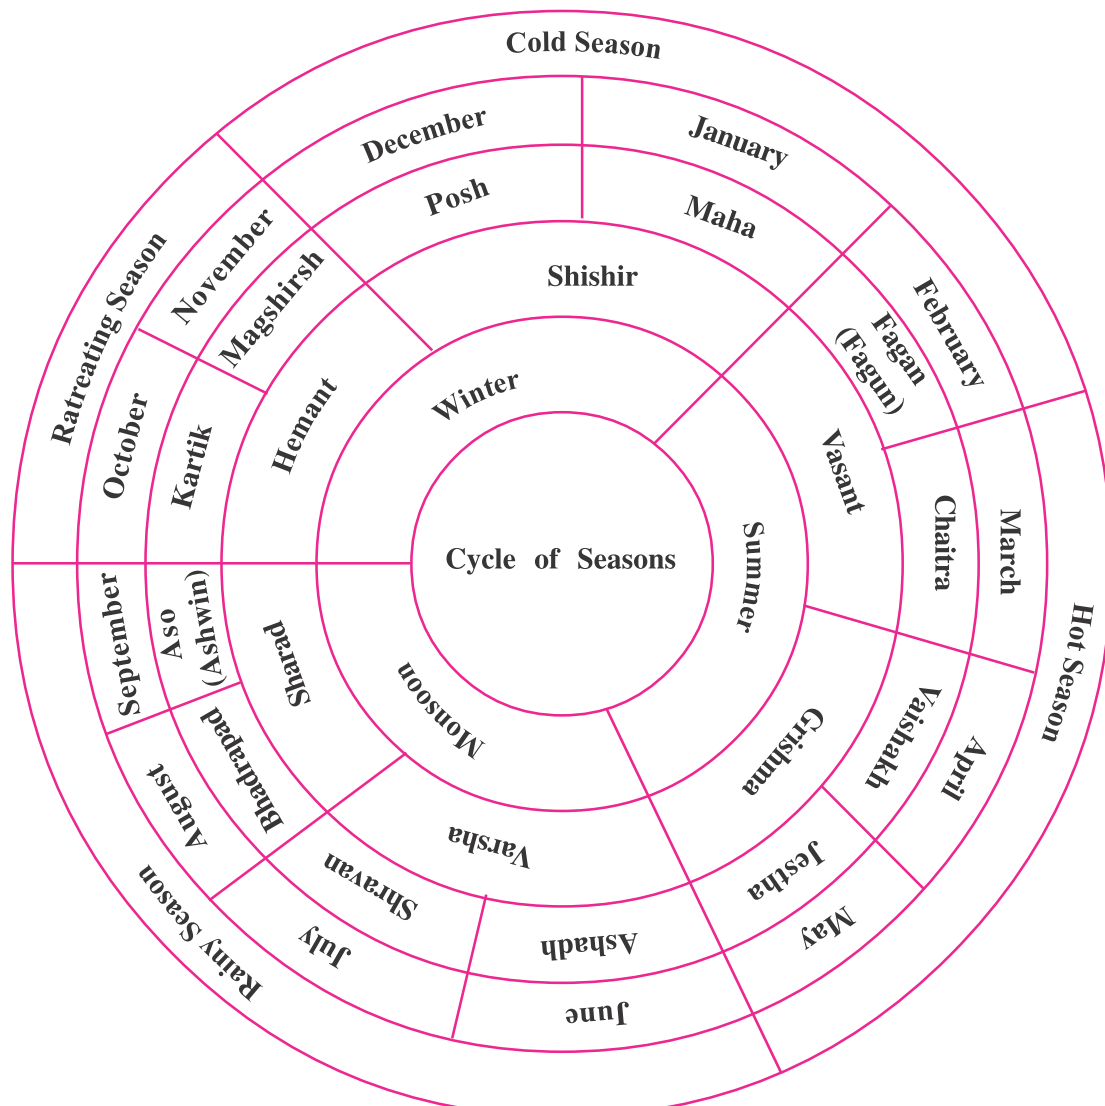 Cold Season
December
January
Posh
Maha
November
Magshirsh
Ratreating Season
Shishir
February
Fagan
(Fagun)
Winter
Hemant
October
Kartik
Vasant
Chaitra
March
Cycle of Seasons
Summer
Hot Season
September
Aso
(Ashwin)
Sharad
Monsoon
Grishma
Vaishakh
April
Bhadrapad
August
Varsha
Jestha
May
Shravan
July
Ashadh
June
Rainy Season